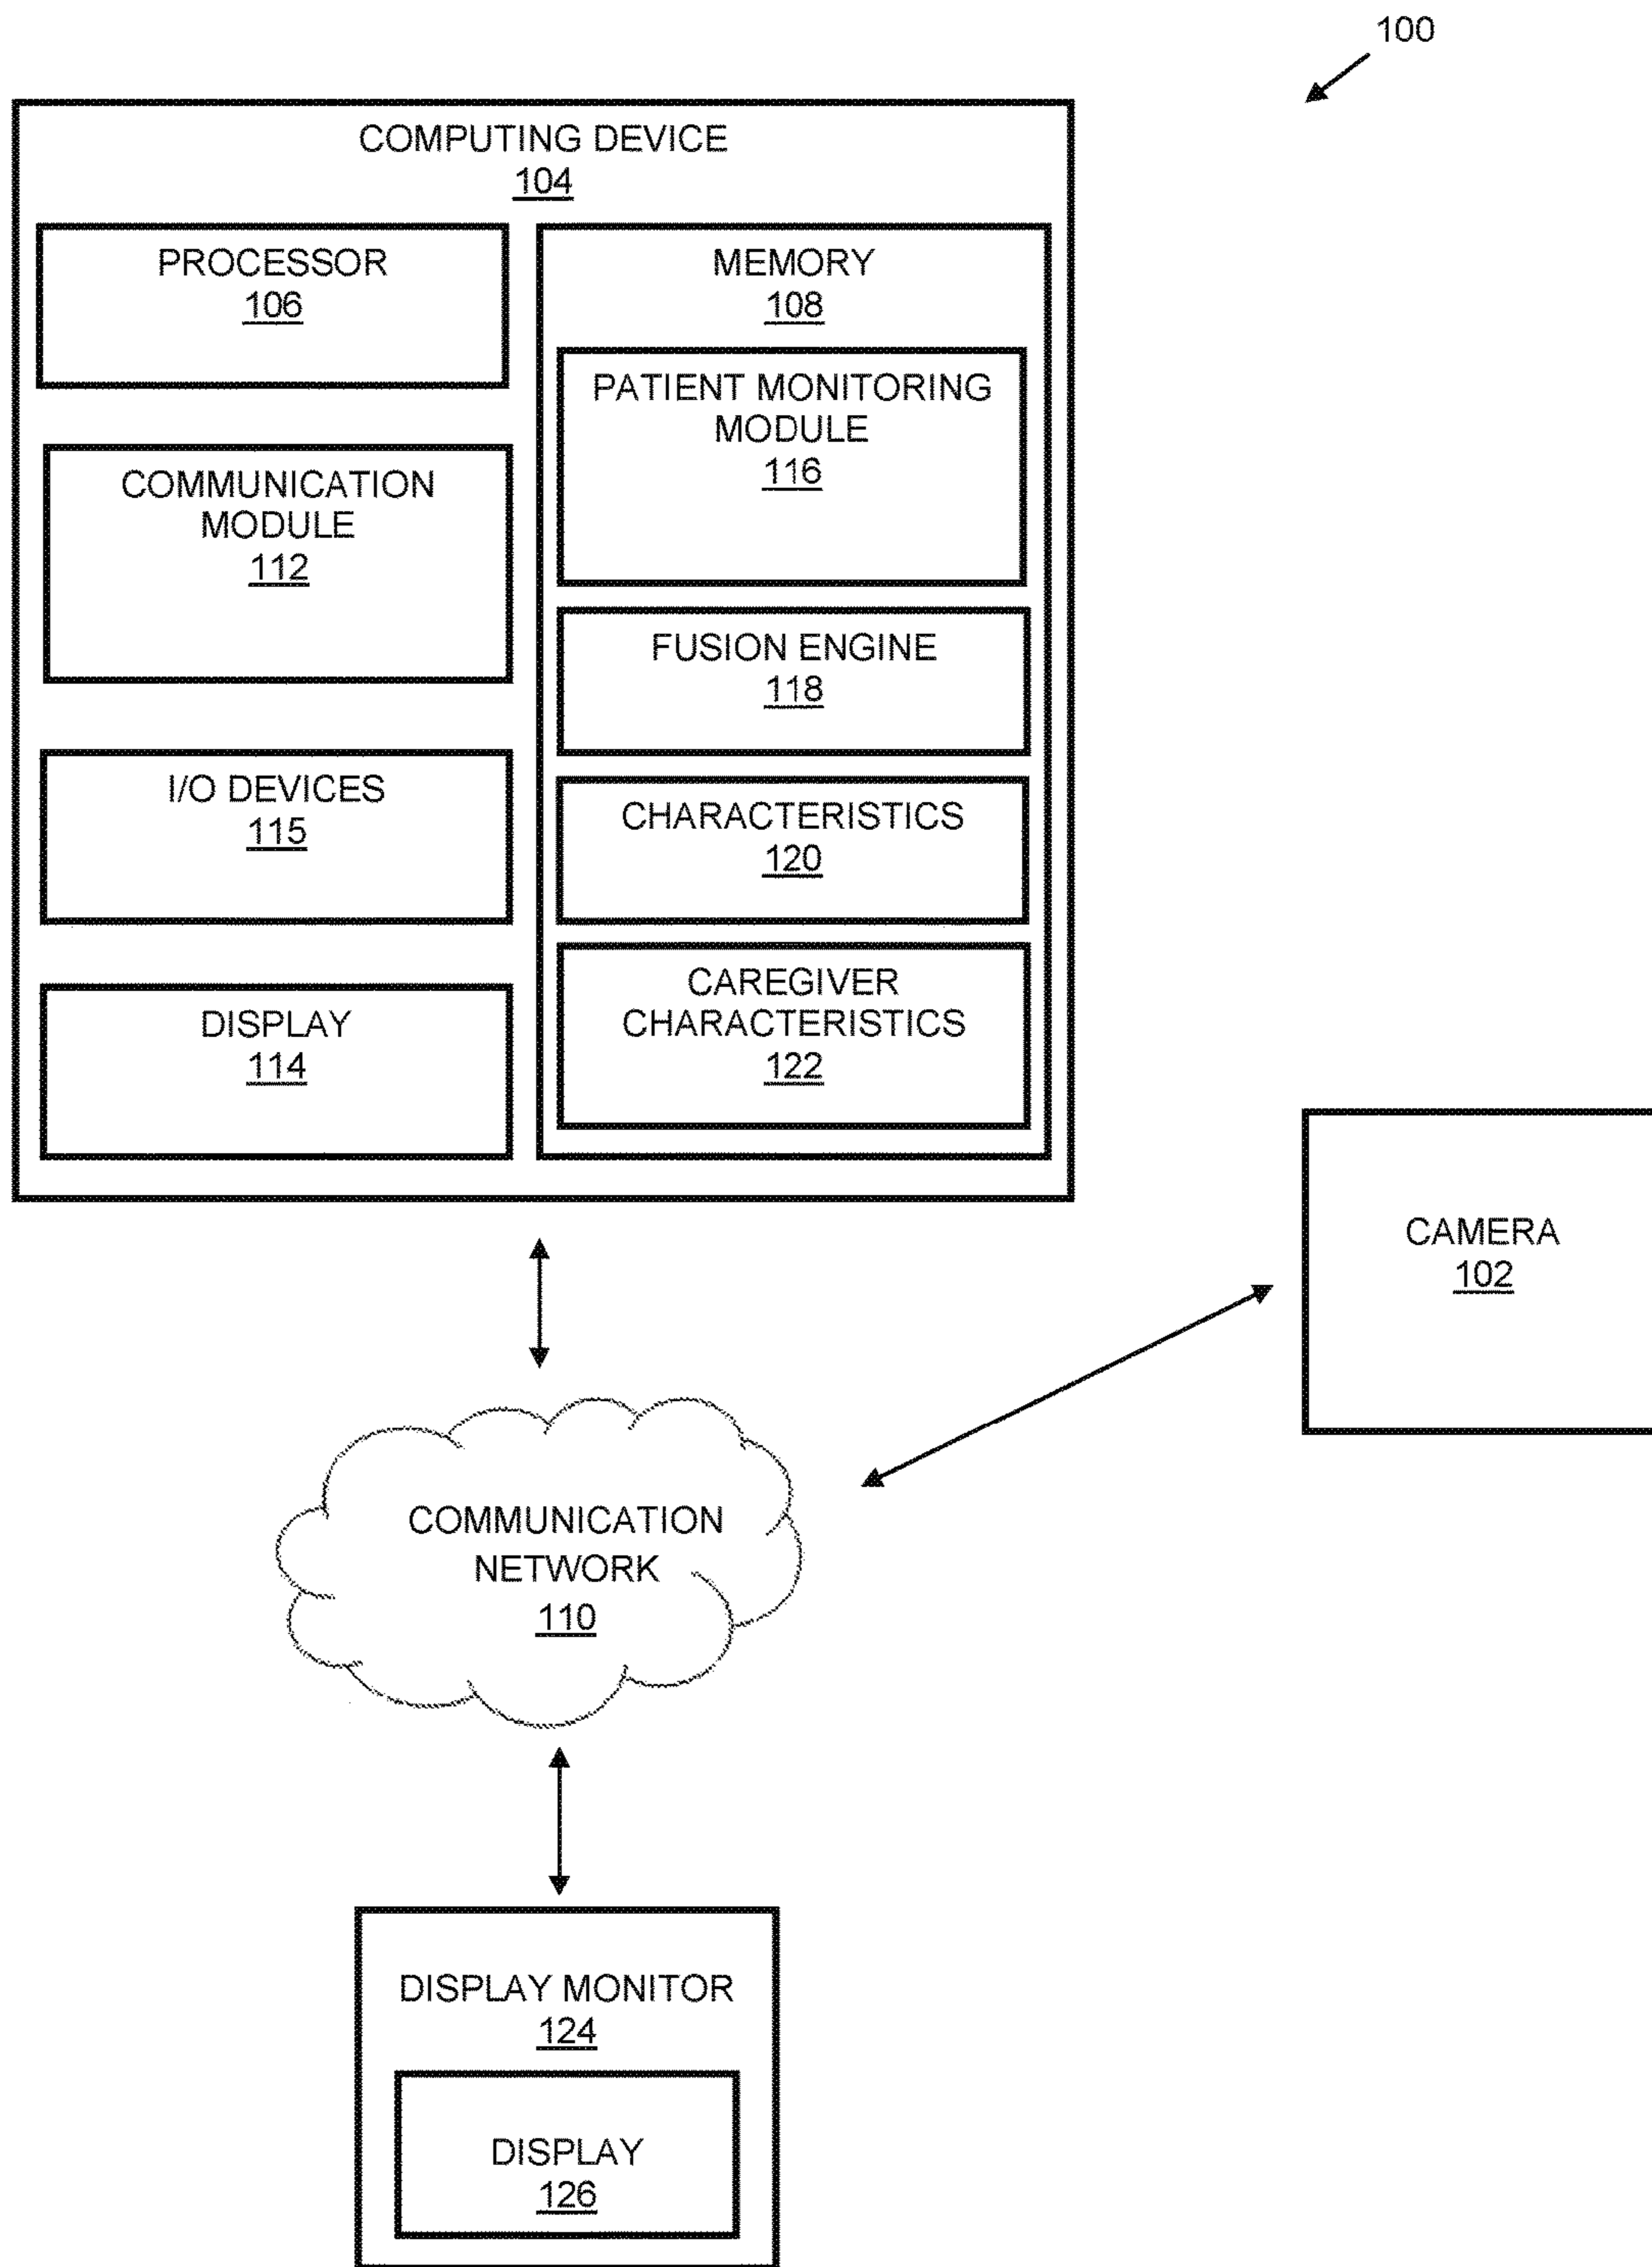 100
COMPUTING DEVICE
104
PROCESSOR
106
COMMUNICATION
MODULE
112
I/O DEVICES
115
DISPLAY
114
MEMORY
108
PATIENT MONITORING
MODULE
116
FUSION ENGINE
118
CHARACTERISTICS
120
CAREGIVER
CHARACTERISTICS
122
CAMERA
102
COMMUNICATION
NETWORK
110
DISPLAY MONITOR
124
DISPLAY
126